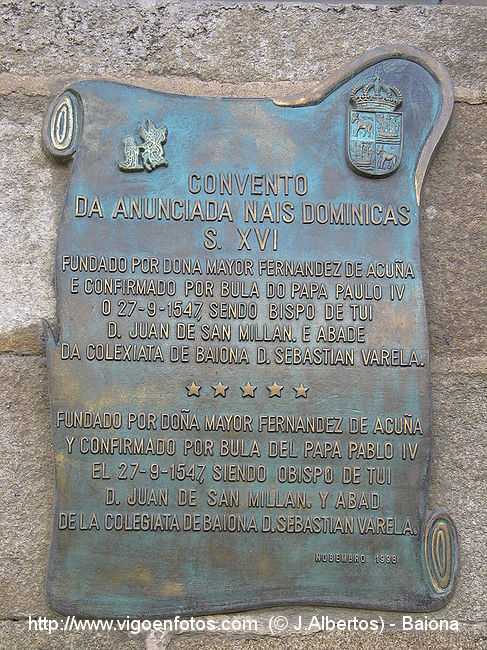 CONVENTO
DA ANUNCIADA NAIS DOMINICAS
S. XVI
FUNDADO POR DONA MAYOR FERNANDEZ DE ACUÑA
E CONFIRMADO POR BULA DO PAPA PAULO IV
O 27-9-1547, SENDO BISPO DE TUI
D. JUAN DE SAN MILLAN. E ABADE
DA COLEXIATA DE BAIONA D. SEBASTIAN VARELA.
FUNDADO POR DOÑA MAYOR FERNANDEZ DE ACUÑA
Y CONFIRMADO POR BULA DEL PAPA PABLO IV
EL 27-9-1547, SIENDO OBISPO DE TUI
D. JUAN DE SAN MILLAN. Y ABAD
DE LA COLEGIATA DE BAIONA D. SEBASTIAN VARELA.
NOBEMBRO 1998
http://www.vigoenfotos.com (© J.Albertos) - Baiona